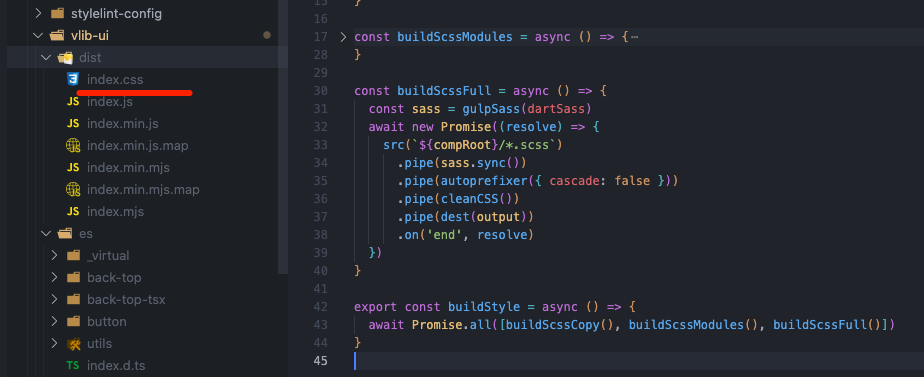 stylelint-config
vlib-ui
dist
index.css
JS index.js
JS index.min.js
index.min.js.map
JS index.min.mjs
index.min.mjs.map
JS index.mjs
es
_virtual
back-top
back-top-tsx
button
utils
TS index.d.ts
15 }
16
17 const buildScssModules = async () => {⋯
28 }
29
30 const buildScssFull = async () => {
31 const sass = gulpSass(dartSass)
32 await new Promise((resolve) => {
33 src(`${compRoot}/*.scss`)
34 .pipe(sass.sync())
35 .pipe(autoprefixer({ cascade: false }))
36 .pipe(cleanCSS())
37 .pipe(dest(output))
38 .on('end', resolve)
39 })
40 }
41
42 export const buildStyle = async () => {
43 await Promise.all([buildScssCopy(), buildScssModules(), buildScssFull()])
44 }
45